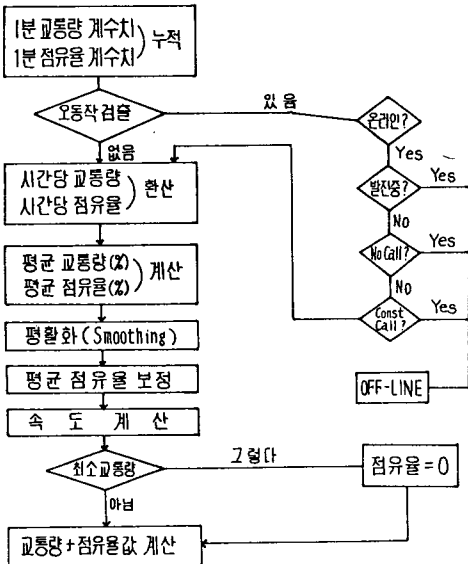 1분 교통량 계수치
1분 점유율 계수치
누적
오동작 검출
있음
없음
온라인?
Yes
시간당 교통량
시간당 점유율
환산
발진중?
Yes
No
No Call?
Yes
No
평균 교통량(%)
평균 점유율(%)
계산
Const Call?
Yes
평활화(Smoothing)
평균 점유율 보정
OFF-LINE
속 도 계 산
최소교통량
그렇다
점유율=0
아님
교통량+점유율값 계산